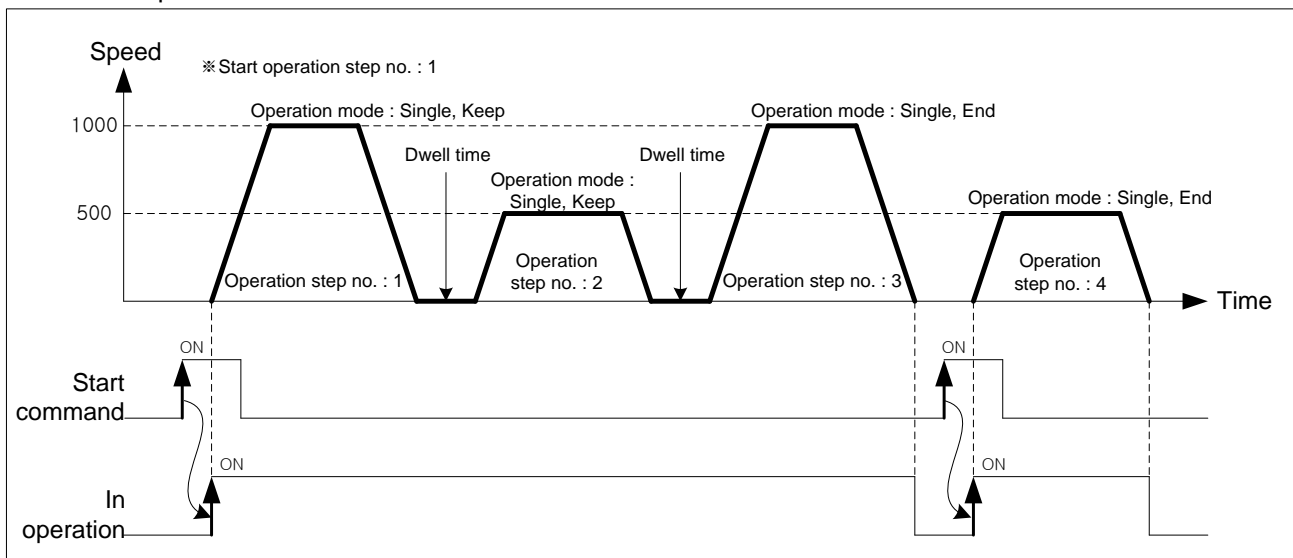 Speed
※Start operation step no. : 1
Operation mode : Single, Keep
Operation mode : Single, End
1000
Dwell time
Dwell time
Operation mode :
Single, Keep
500
Operation mode : Single, End
Operation step no. : 1
Operation
step no. : 2
Operation step no. : 3
Operation
step no. : 4
Time
ON
ON
Start
command
ON
ON
In
operation